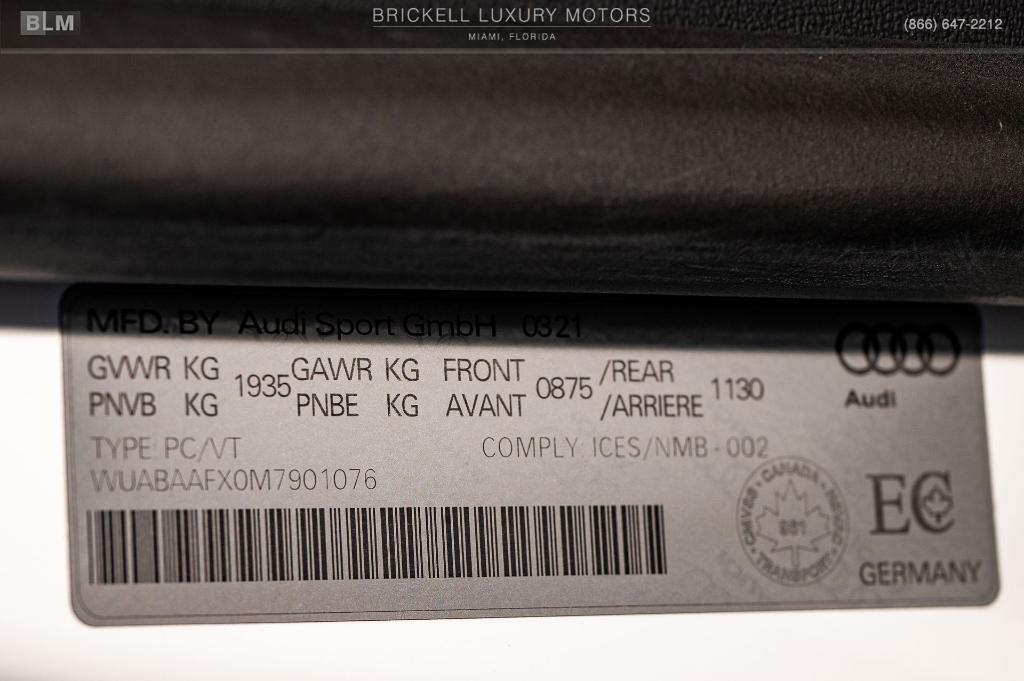 BLM
BRICKELL LUXURY MOTORS
MIAMI, FLORIDA
(866) 647-2212
MFD. BY Audi Sport GmbH 0321
GVWR KG 1935 GAWR KG FRONT 0875 /REAR 1130
PNVB KG PNBE KG AVANT /ARRIERE
Audi
TYPE PC/VT COMPLY ICES/NMB-002
WUABAAFX0M7901076
CANADA
TRANSPORT
EC
GERMANY